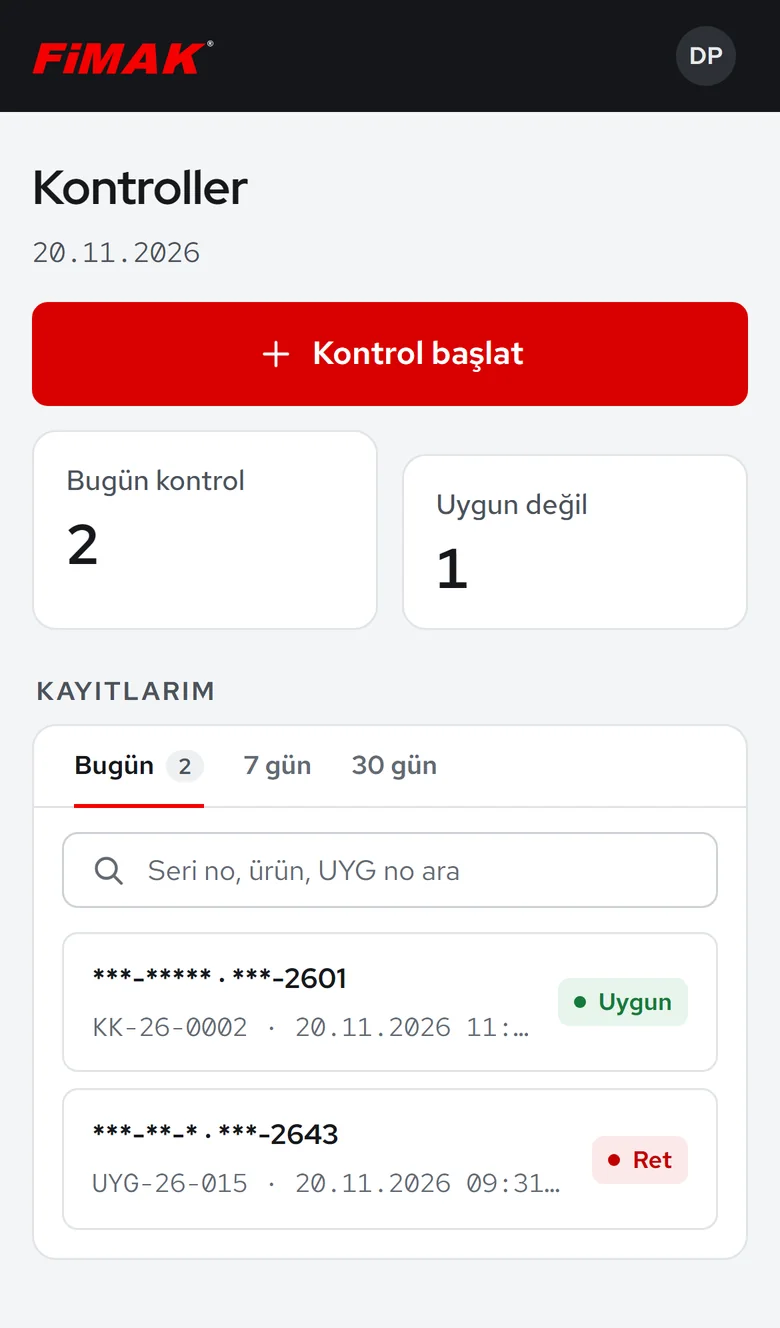 FiMAK®
DP
Kontroller
20.11.2026
+ Kontrol başlat
Bugün kontrol
2
Uygun değil
1
KAYITLARIM
Bugün 2 7 gün 30 gün
Seri no, ürün, UYG no ara
***-***** · ***-2601
KK-26-0002 · 20.11.2026 11:…
Uygun
***-**-* · ***-2643
UYG-26-015 · 20.11.2026 09:31…
Ret